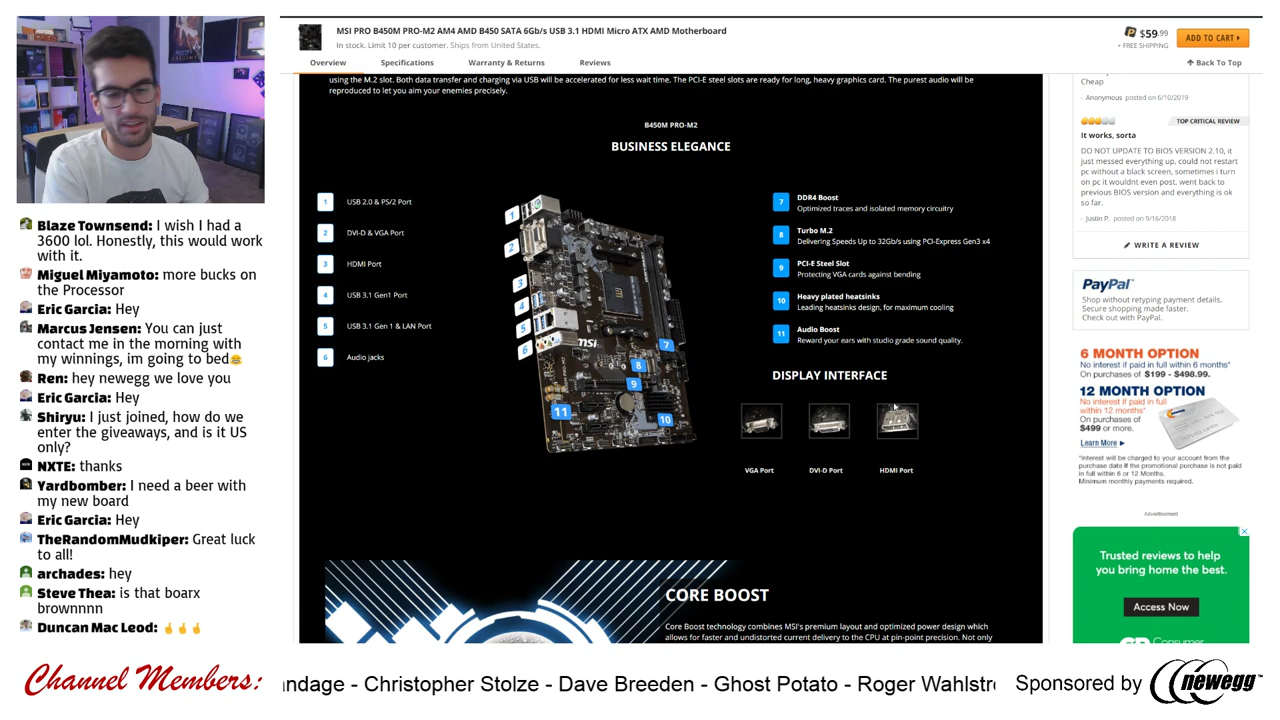 MSI PRO B450M PRO-M2 AM4 AMD B450 SATA 6Gb/s USB 3.1 HDMI Micro ATX AMD Motherboard
In stock. Limit 10 per customer. Ships from United States.
$59.99
+ FREE SHIPPING
ADD TO CART
Overview
Specifications
Warranty & Returns
Reviews
Back To Top
using the M.2 slot. Both data transfer and charging via USB will be accelerated for less wait time. The PCI-E steel slots are ready for long, heavy graphics card. The purest audio will be
reproduced to let you aim your enemies precisely.
B450M PRO-M2
BUSINESS ELEGANCE
1 USB 2.0 & PS/2 Port
2 DVI-D & VGA Port
3 HDMI Port
4 USB 3.1 Gen1 Port
5 USB 3.1 Gen 1 & LAN Port
6 Audio jacks
1
2
3
4
5
6
7
8
9
10
11
msi
7 DDR4 Boost
Optimized traces and isolated memory circuitry
8 Turbo M.2
Delivering Speeds Up to 32Gb/s using PCI-Express Gen3 x4
9 PCI-E Steel Slot
Protecting VGA cards against bending
10 Heavy plated heatsinks
Leading heatsinks design, for maximum cooling
11 Audio Boost
Reward your ears with studio grade sound quality.
DISPLAY INTERFACE
VGA Port
DVI-D Port
HDMI Port
CORE BOOST
Core Boost technology combines MSI's premium layout and optimized power design which
allows for faster and undistorted current delivery to the CPU at pin-point precision. Not only
Cheap
- Anonymous posted on 6/10/2019
TOP CRITICAL REVIEW
It works, sorta
DO NOT UPDATE TO BIOS VERSION 2.10, it
just messed everything up, could not restart
pc without a black screen, sometimes i turn
on pc it wouldnt even post. went back to
previous BIOS version and everything is ok
so far.
- Justin P. posted on 9/16/2018
WRITE A REVIEW
PayPal
Shop without retyping payment details.
Secure shopping made faster.
Check out with PayPal.
6 MONTH OPTION
No interest if paid in full within 6 months*
On purchases of $199 - $498.99.
12 MONTH OPTION
No interest if paid in full
within 12 months*
On purchases of
$499 or more.
Learn More
*Interest will be charged to your account from the
purchase date if the promotional purchase is not paid
in full within 6 or 12 Months.
Minimum monthly payments required.
Advertisement
Trusted reviews to help
you bring home the best.
Access Now
Blaze Townsend: I wish I had a
3600 lol. Honestly, this would work
with it.
Miguel Miyamoto: more bucks on
the Processor
Eric Garcia: Hey
Marcus Jensen: You can just
contact me in the morning with
my winnings, im going to bed😂
Ren: hey newegg we love you
Eric Garcia: Hey
Shiryu: I just joined, how do we
enter the giveaways, and is it US
only?
NXTE: thanks
Yardbomber: I need a beer with
my new board
Eric Garcia: Hey
TheRandomMudkiper: Great luck
to all!
archades: hey
Steve Thea: is that boarx
brownnnn
Duncan Mac Leod: 🤞🤞🤞
Channel Members:
ndage - Christopher Stolze - Dave Breeden - Ghost Potato - Roger Wahlstr
Sponsored by newegg